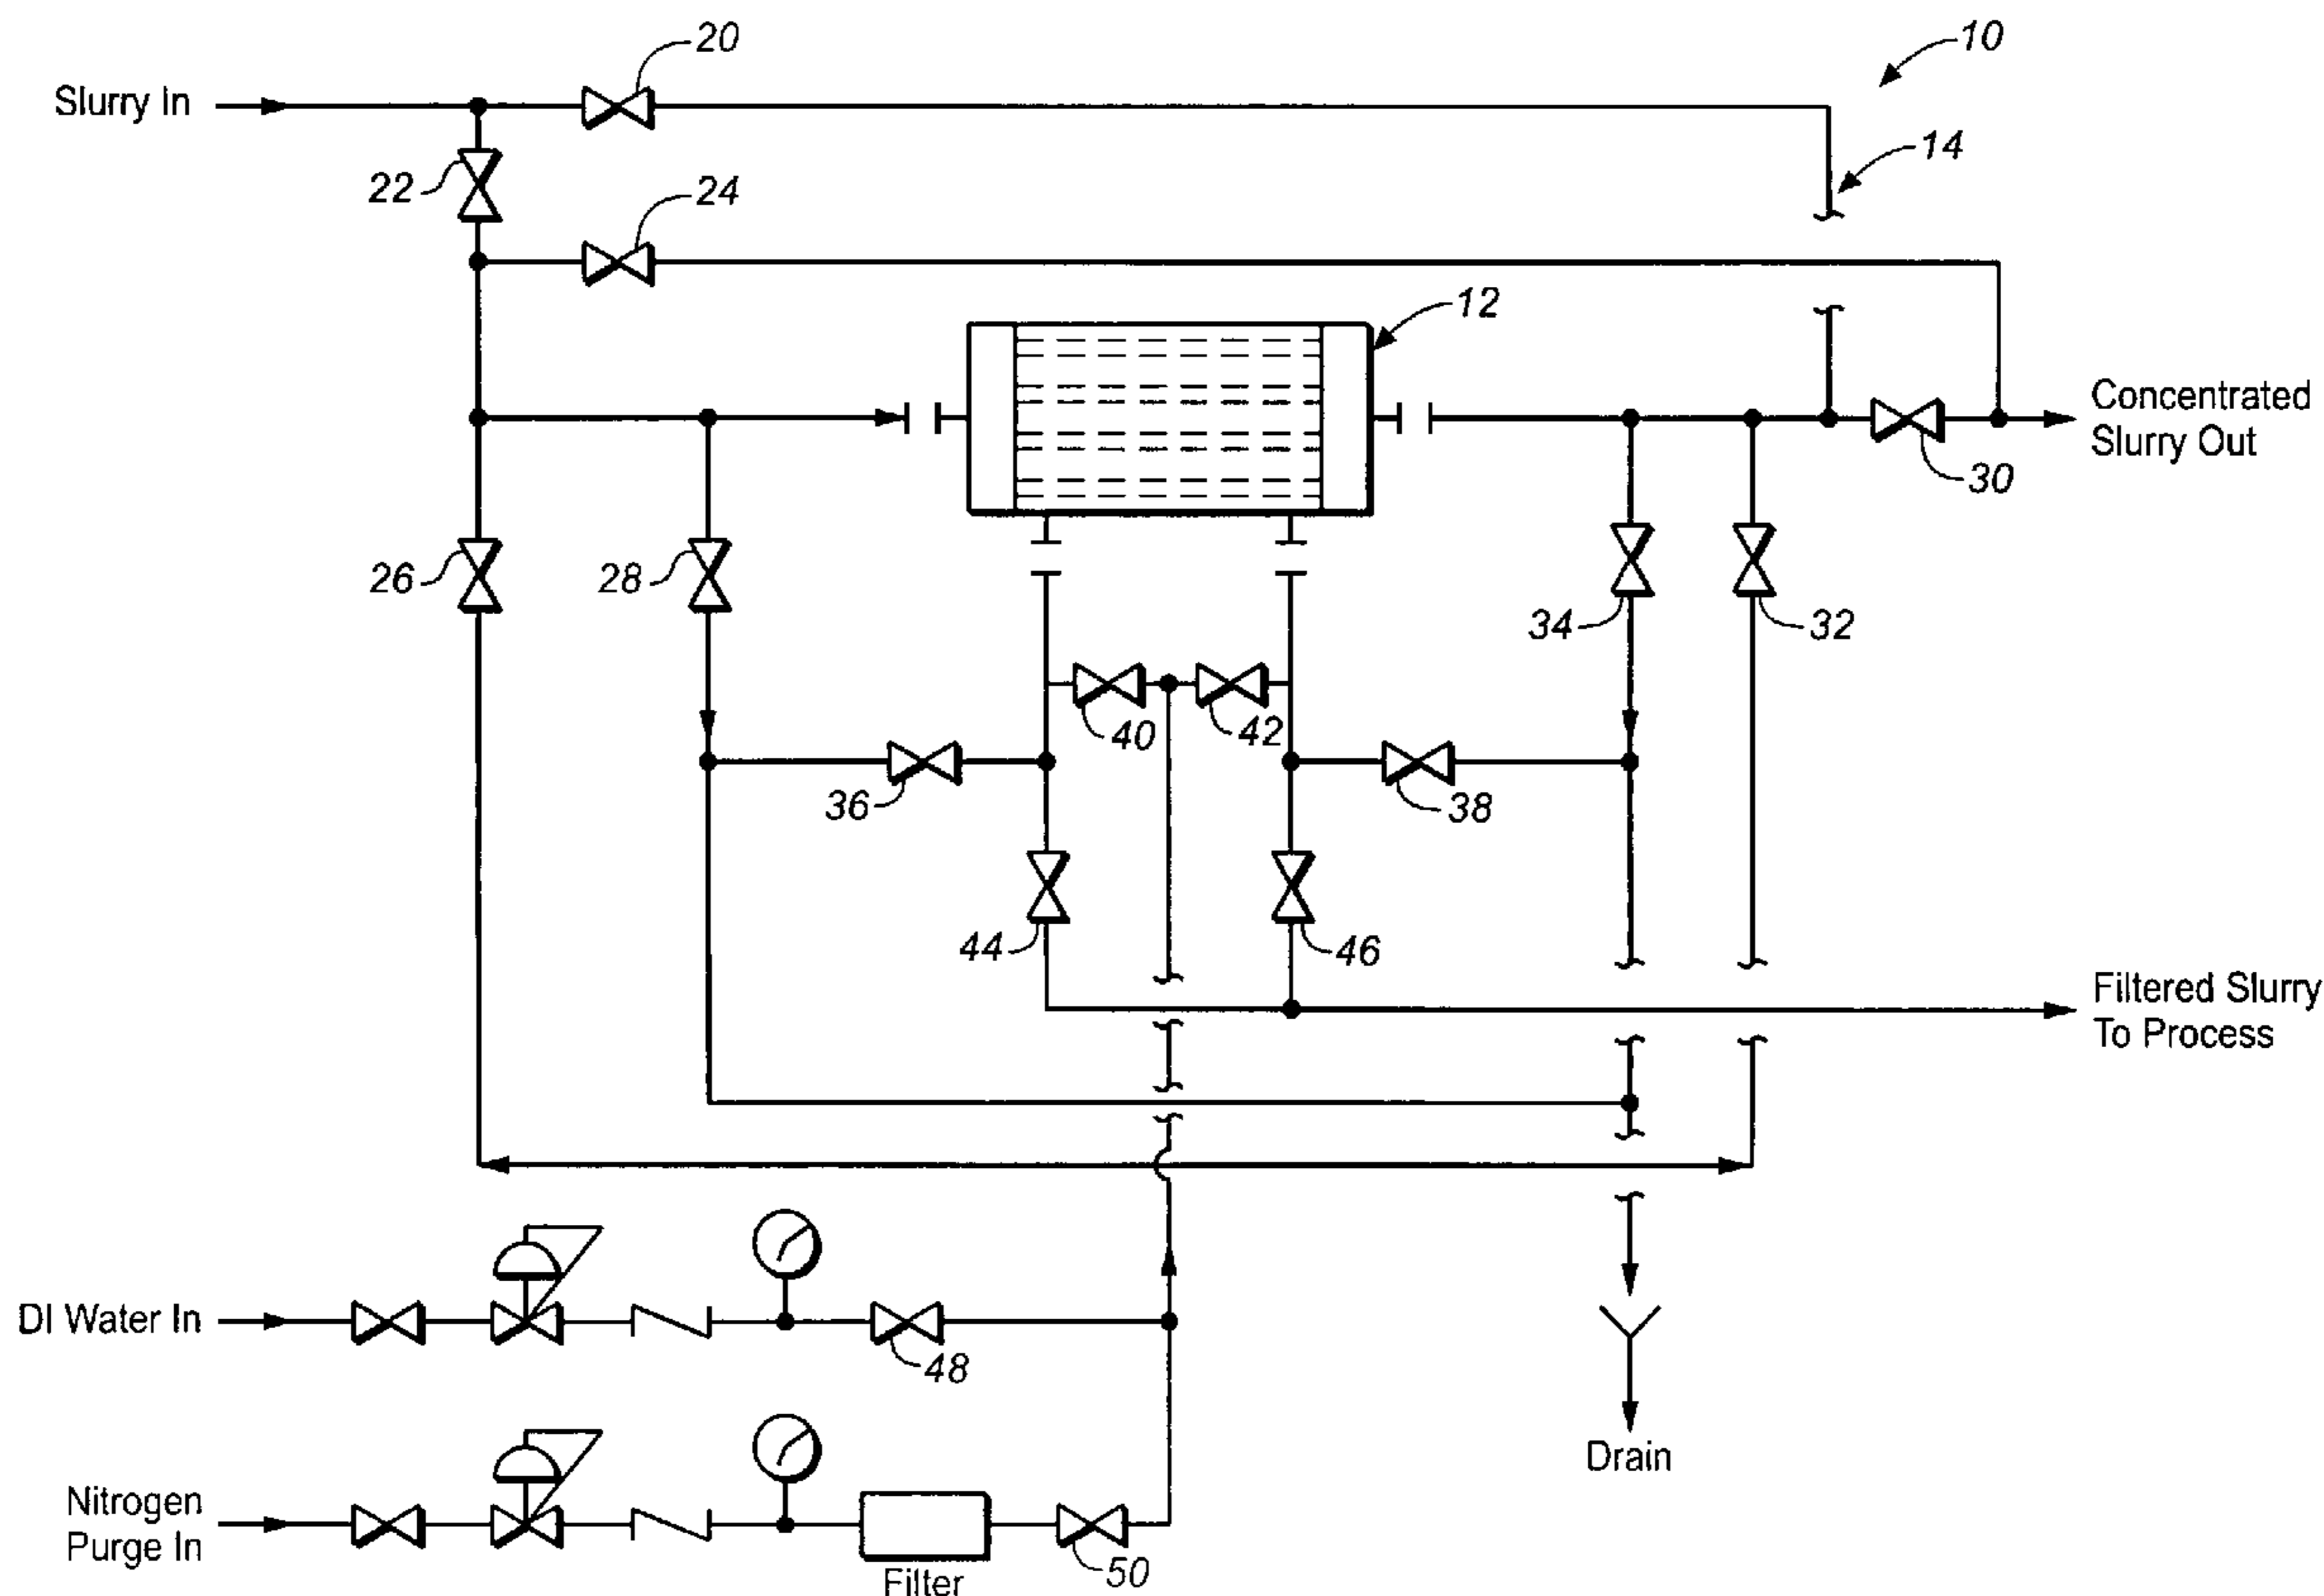 20
10
Slurry In
14
22
24
12
Concentrated
Slurry Out
30
26
28
34
32
40
42
36
38
44
46
Filtered Slurry
To Process
DI Water In
48
Drain
Nitrogen
Purge In
50
Filter